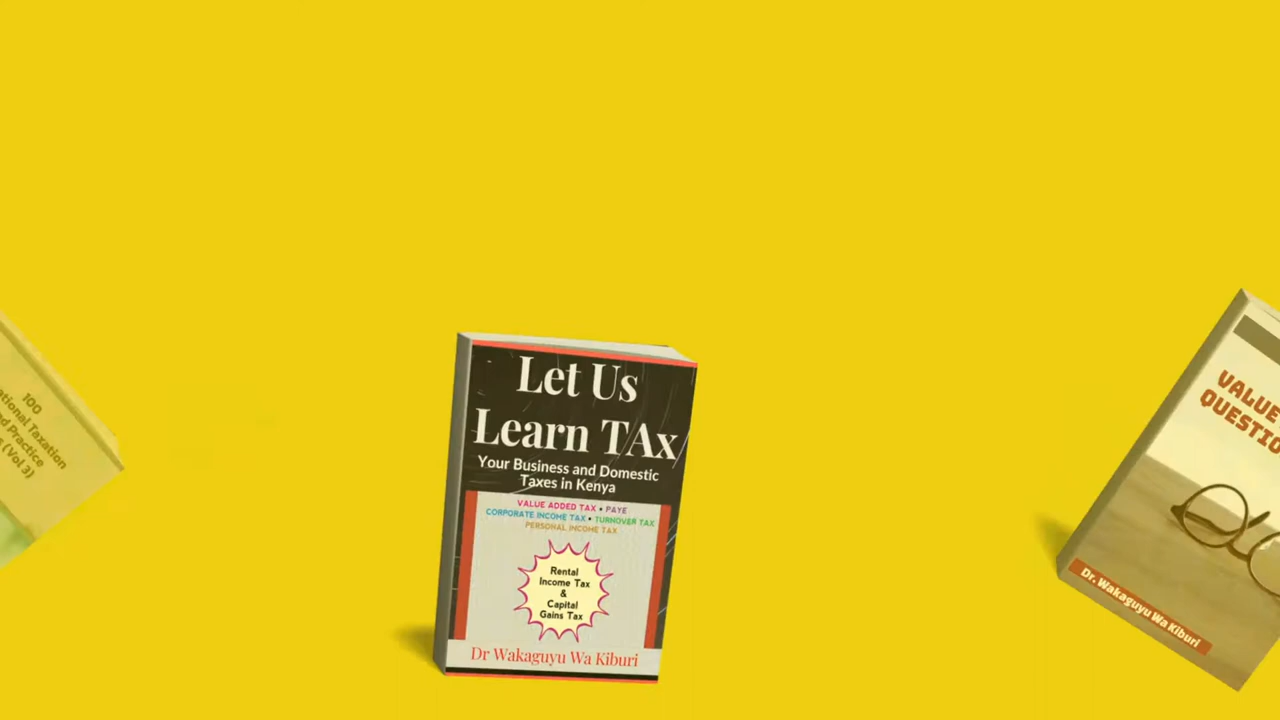 100
ational Taxation
nd Practice
s (Vol 3)
Let Us
Learn TAx
Your Business and Domestic
Taxes in Kenya
VALUE ADDED TAX • PAYE
CORPORATE INCOME TAX • TURNOVER TAX
PERSONAL INCOME TAX
Rental
Income Tax
&
Capital
Gains Tax
Dr Wakaguyu Wa Kiburi
VALUE
QUESTIO
Dr. Wakaguyu Wa Kiburi